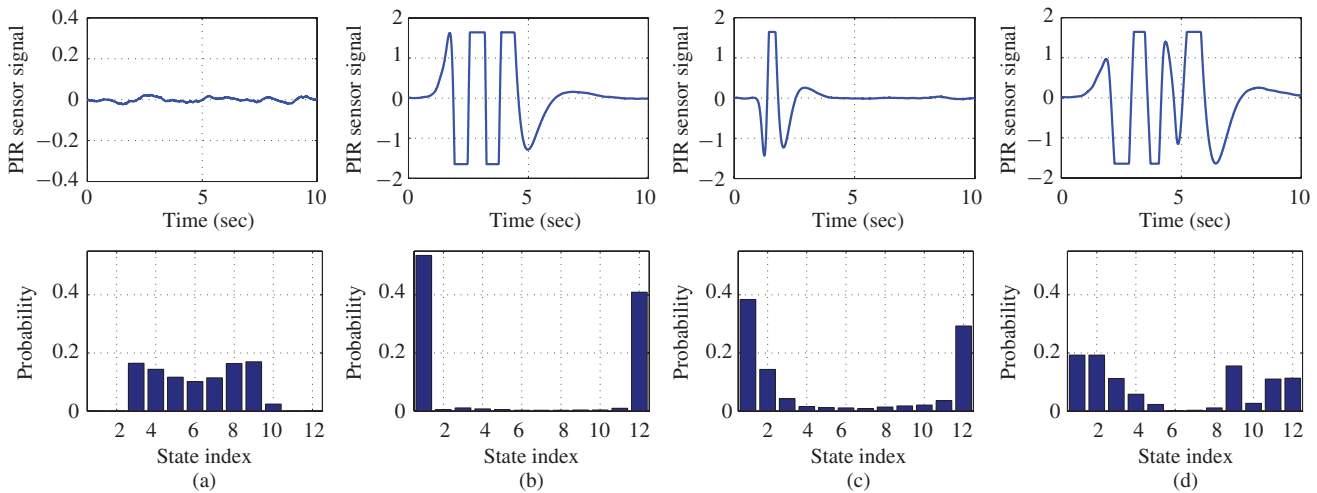 PIR sensor signal
0.4
0.2
0
−0.2
−0.4
0 5 10
Time (sec)
PIR sensor signal
2
1
0
−1
−2
0 5 10
Time (sec)
PIR sensor signal
2
1
0
−1
−2
0 5 10
Time (sec)
PIR sensor signal
2
1
0
−1
−2
0 5 10
Time (sec)
Probability
0.4
0.2
0
2 4 6 8 10 12
State index
(a)
Probability
0.4
0.2
0
2 4 6 8 10 12
State index
(b)
Probability
0.4
0.2
0
2 4 6 8 10 12
State index
(c)
Probability
0.4
0.2
0
2 4 6 8 10 12
State index
(d)